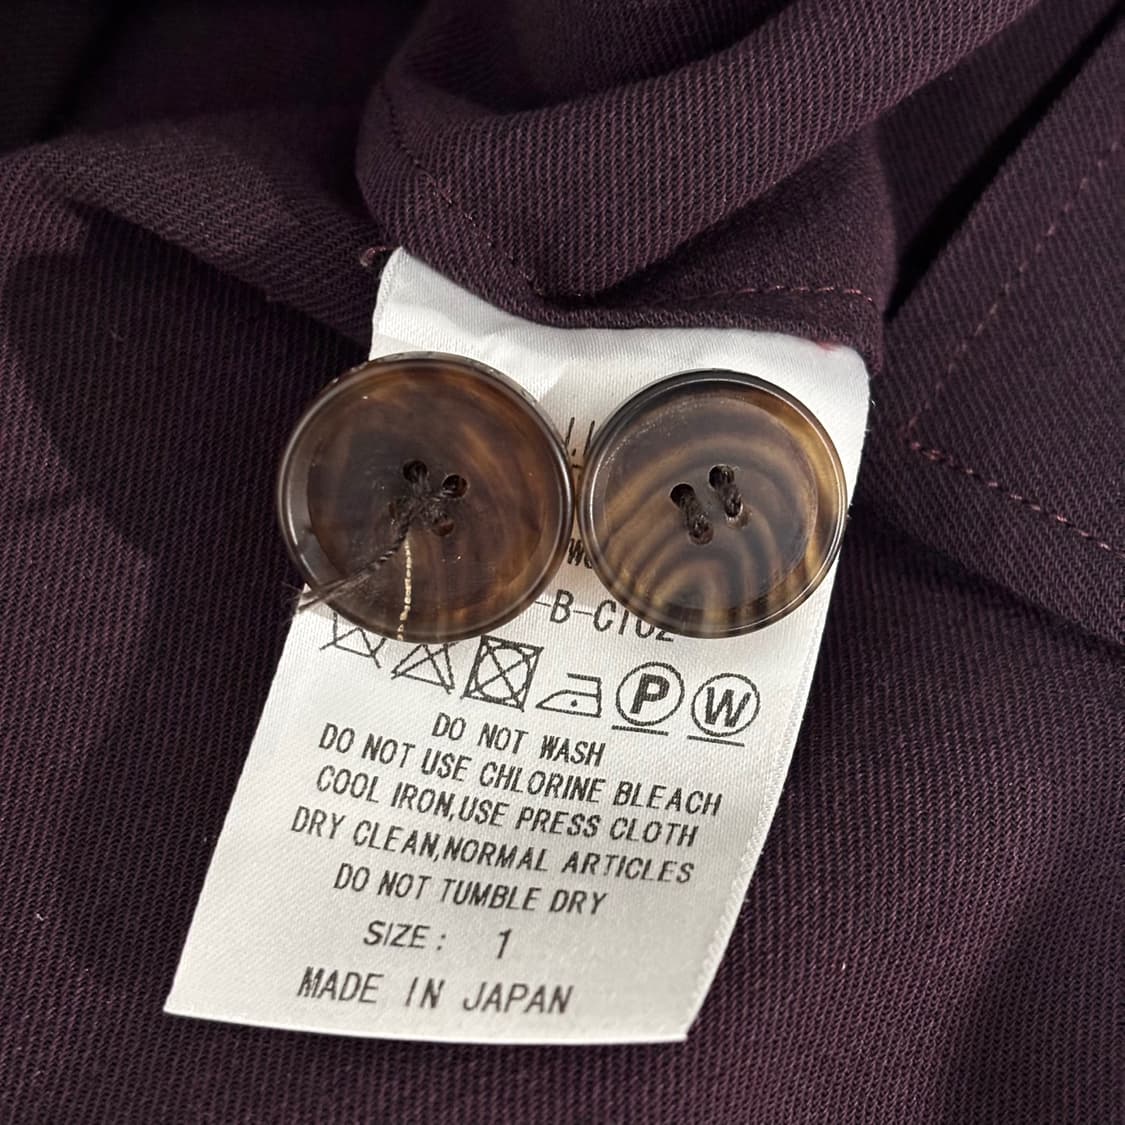 B-C102
P W
DO NOT WASH
DO NOT USE CHLORINE BLEACH
COOL IRON,USE PRESS CLOTH
DRY CLEAN,NORMAL ARTICLES
DO NOT TUMBLE DRY
SIZE: 1
MADE IN JAPAN